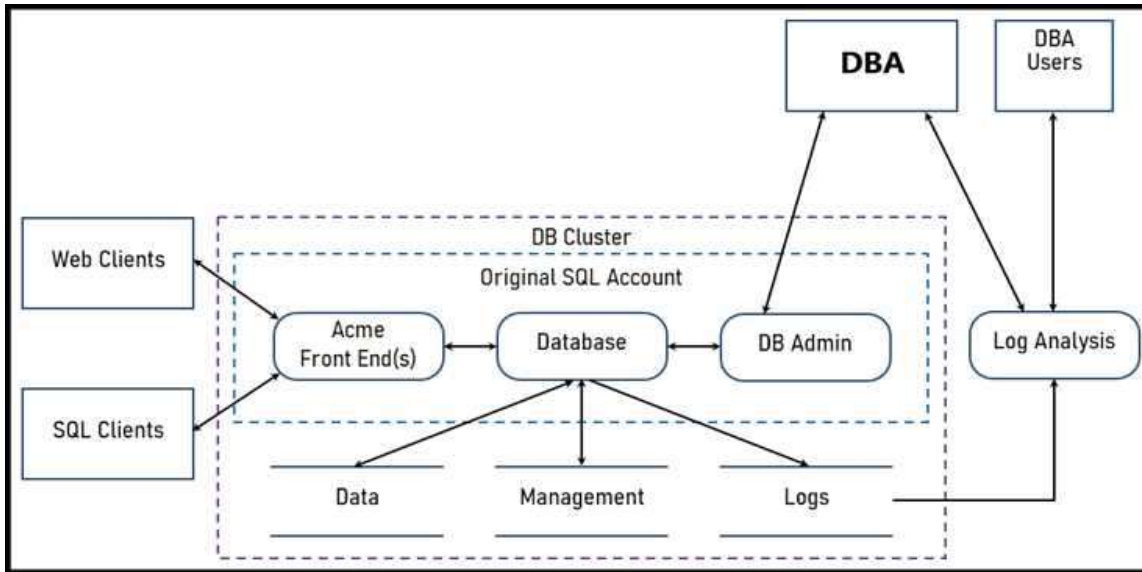 DBA
DBA
Users
DB Cluster
Web Clients
Original SQL Account
Acme
Front End(s)
Database
DB Admin
Log Analysis
SQL Clients
Data
Management
Logs